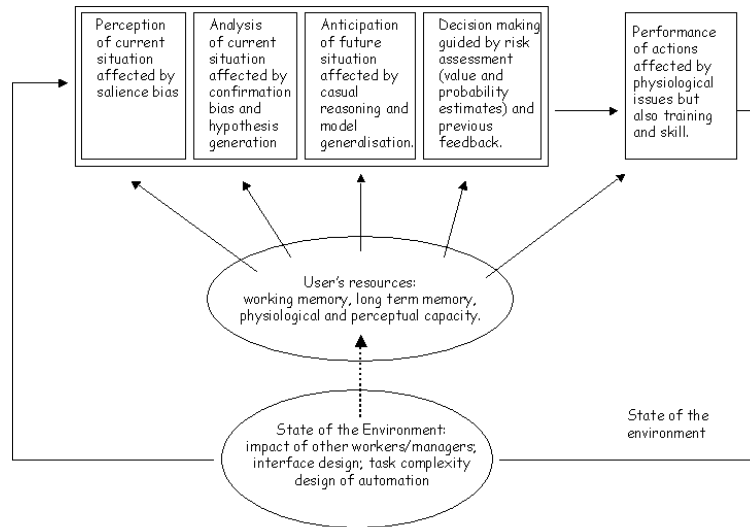 Perception
of current
situation
affected by
salience bias
Analysis
of current
situation
affected by
confirmation
bias and
hypothesis
generation
Anticipation
of future
situation
affected by
casual
reasoning and
model
generdisation.
Decision making
guided by risk
assessment
(value and
probability
estimates) and
previous
feedback.
Performance
of actions
affected by
physiological
issues but
also training
and skill.
User's resources:
working memory, long term memory,
physiological and perceptual capacity.
State of the Environment:
impact of other workers/managers;
interface design; task complexity
design of automation
State of the
environment